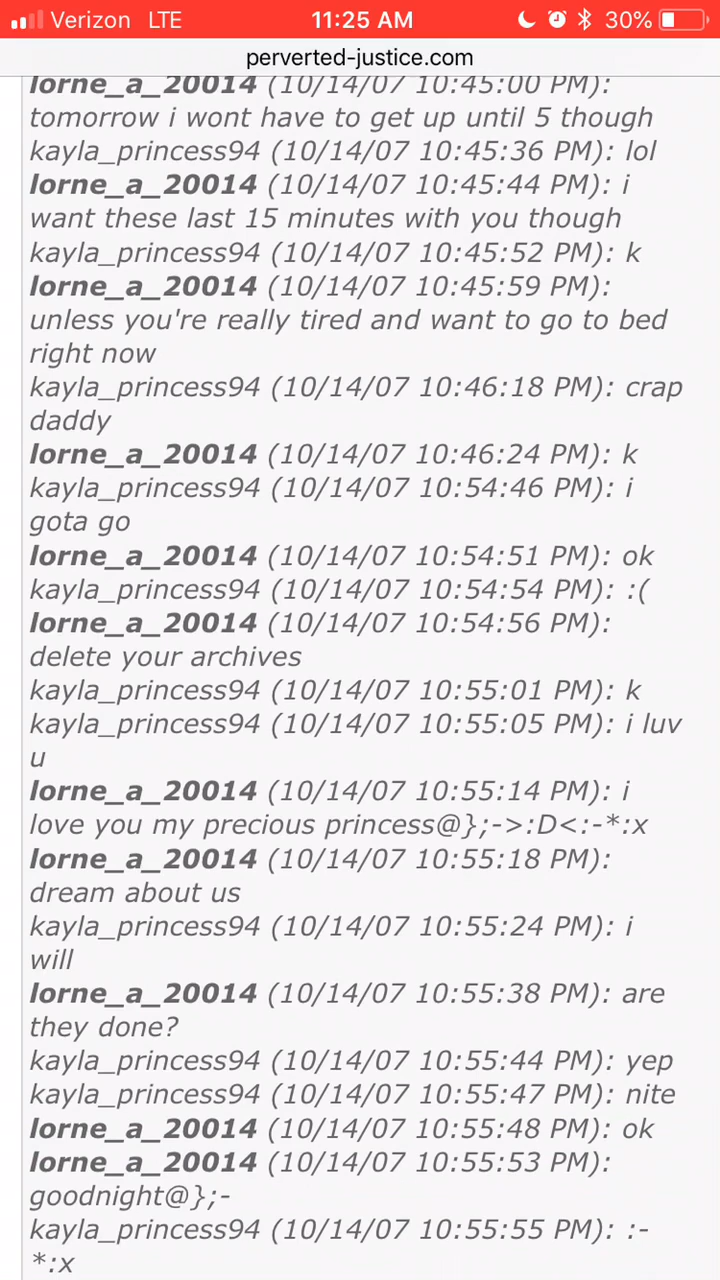 Verizon LTE 11:25 AM 30%
perverted-justice.com
lorne_a_20014 (10/14/07 10:45:00 PM):
tomorrow i wont have to get up until 5 though
kayla_princess94 (10/14/07 10:45:36 PM): lol
lorne_a_20014 (10/14/07 10:45:44 PM): i
want these last 15 minutes with you though
kayla_princess94 (10/14/07 10:45:52 PM): k
lorne_a_20014 (10/14/07 10:45:59 PM):
unless you're really tired and want to go to bed
right now
kayla_princess94 (10/14/07 10:46:18 PM): crap
daddy
lorne_a_20014 (10/14/07 10:46:24 PM): k
kayla_princess94 (10/14/07 10:54:46 PM): i
gota go
lorne_a_20014 (10/14/07 10:54:51 PM): ok
kayla_princess94 (10/14/07 10:54:54 PM): :(
lorne_a_20014 (10/14/07 10:54:56 PM):
delete your archives
kayla_princess94 (10/14/07 10:55:01 PM): k
kayla_princess94 (10/14/07 10:55:05 PM): i luv
u
lorne_a_20014 (10/14/07 10:55:14 PM): i
love you my precious princess@};->:D<:-*:x
lorne_a_20014 (10/14/07 10:55:18 PM):
dream about us
kayla_princess94 (10/14/07 10:55:24 PM): i
will
lorne_a_20014 (10/14/07 10:55:38 PM): are
they done?
kayla_princess94 (10/14/07 10:55:44 PM): yep
kayla_princess94 (10/14/07 10:55:47 PM): nite
lorne_a_20014 (10/14/07 10:55:48 PM): ok
lorne_a_20014 (10/14/07 10:55:53 PM):
goodnight@};-
kayla_princess94 (10/14/07 10:55:55 PM): :-
*:x